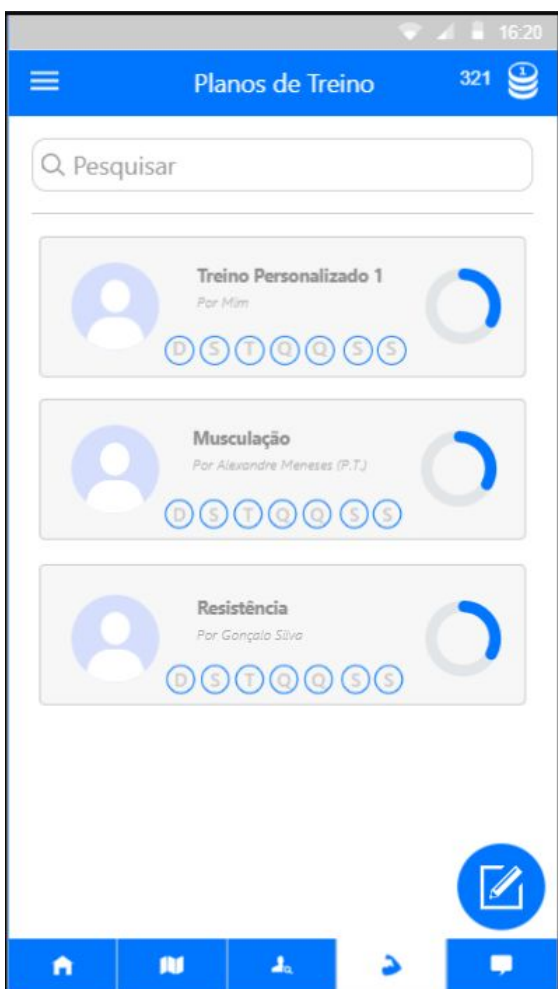 16:20
Planos de Treino
321
1
Pesquisar
Treino Personalizado 1
Por Mim
D S T Q Q S S
Musculação
Por Alexandre Meneses (P.T.)
D S T Q Q S S
Resistência
Por Gonçalo Silva
D S T Q Q S S